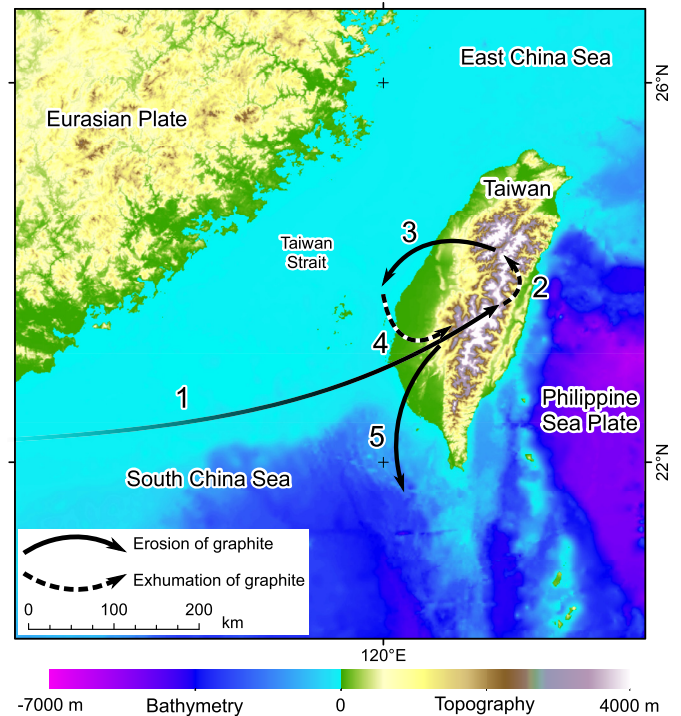 East China Sea
26°N
Eurasian Plate
Taiwan
3
Taiwan
Strait
2
4
1
Philippine
Sea Plate
5
South China Sea
22°N
Erosion of graphite
Exhumation of graphite
0 100 200
km
120°E
-7000 m Bathymetry 0 Topography 4000 m